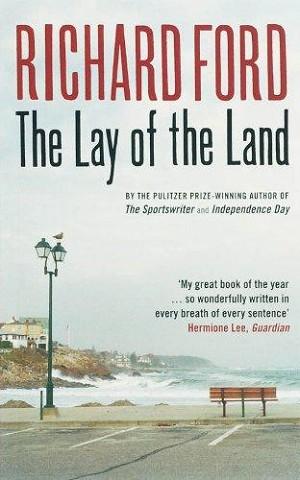 RICHARD FORD
The Lay of the Land
BY THE PULITZER PRIZE-WINNING AUTHOR OF
The Sportswriter and Independence Day
'My great book of the year
... so wonderfully written in
every breath of every sentence'
Hermione Lee, Guardian